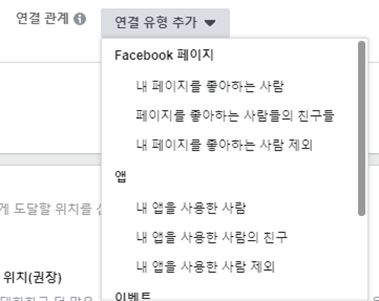 연결 관계
연결 유형 추가
Facebook 페이지
내 페이지를 좋아하는 사람
페이지를 좋아하는 사람들의 친구들
내 페이지를 좋아하는 사람 제외
앱
게 도달할 위치를
내 앱을 사용한 사람
내 앱을 사용한 사람의 친구
위치(권장)
내 앱을 사용한 사람 제외
이벤트